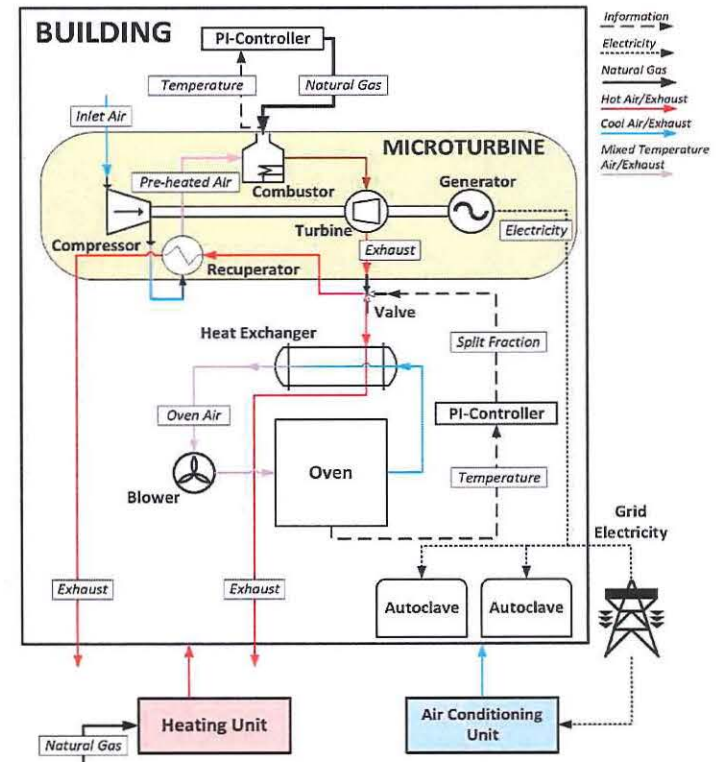 BUILDING
PI-Controller
Temperature
Natural Gas
Inlet Air
MICROTURBINE
Pre-heated Air
Combustor
Generator
Compressor
Turbine
Electricity
Recuperator
Exhaust
Valve
Heat Exchanger
Split Fraction
Oven Air
PI-Controller
Blower
Oven
Temperature
Grid
Electricity
Exhaust
Exhaust
Autoclave
Autoclave
Heating Unit
Air Conditioning
Unit
Natural Gas
Information
Electricity
Natural Gas
Hot Air/Exhaust
Cool Air/Exhaust
Mixed Temperature
Air/Exhaust